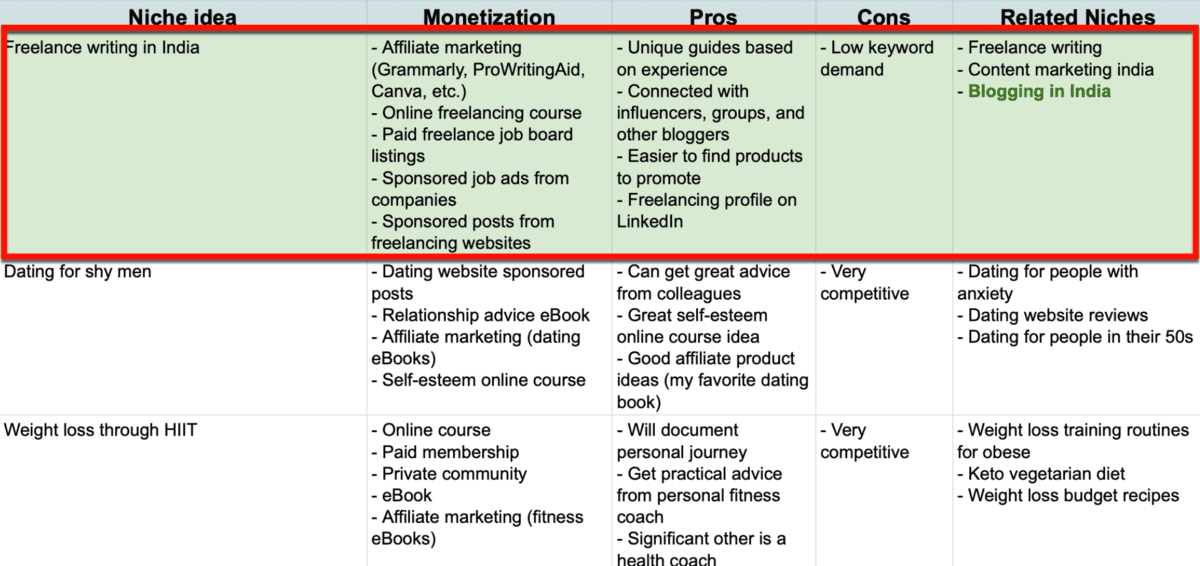 Niche idea
Monetization
Pros
Cons
Related Niches
Freelance writing in India
- Affiliate marketing
(Grammarly, ProWritingAid,
Canva, etc.)
- Online freelancing course
- Paid freelance job board
listings
- Sponsored job ads from
companies
- Sponsored posts from
freelancing websites
- Unique guides based
on experience
- Connected with
influencers, groups, and
other bloggers
- Easier to find products
to promote
- Freelancing profile on
LinkedIn
- Low keyword
demand
- Freelance writing
- Content marketing india
- Blogging in India
Dating for shy men
- Dating website sponsored
posts
- Relationship advice eBook
- Affiliate marketing (dating
eBooks)
- Self-esteem online course
- Can get great advice
from colleagues
- Great self-esteem
online course idea
- Good affiliate product
ideas (my favorite dating
book)
- Very
competitive
- Dating for people with
anxiety
- Dating website reviews
- Dating for people in their 50s
Weight loss through HIIT
- Online course
- Paid membership
- Private community
- eBook
- Affiliate marketing (fitness
eBooks)
- Will document
personal journey
- Get practical advice
from personal fitness
coach
- Significant other is a
health coach
- Very
competitive
- Weight loss training routines
for obese
- Keto vegetarian diet
- Weight loss budget recipes